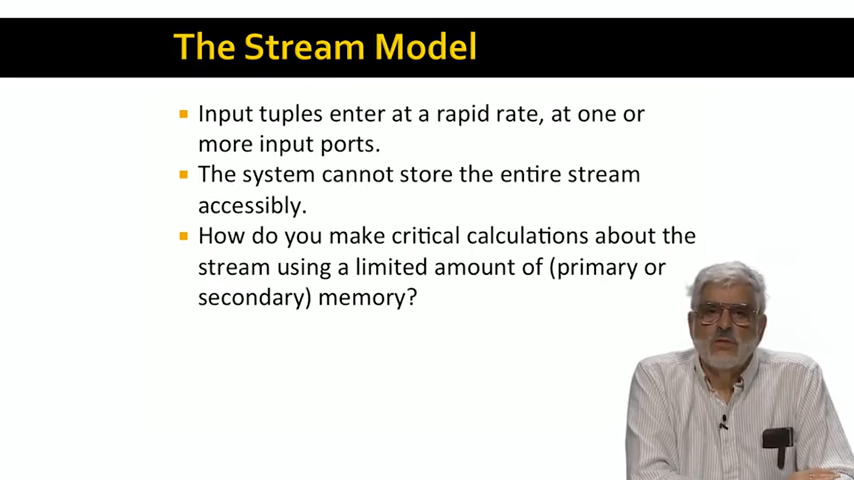 The Stream Model
Input tuples enter at a rapid rate, at one or
more input ports.
The system cannot store the entire stream
accessibly.
How do you make critical calculations about the
stream using a limited amount of (primary or
secondary) memory?